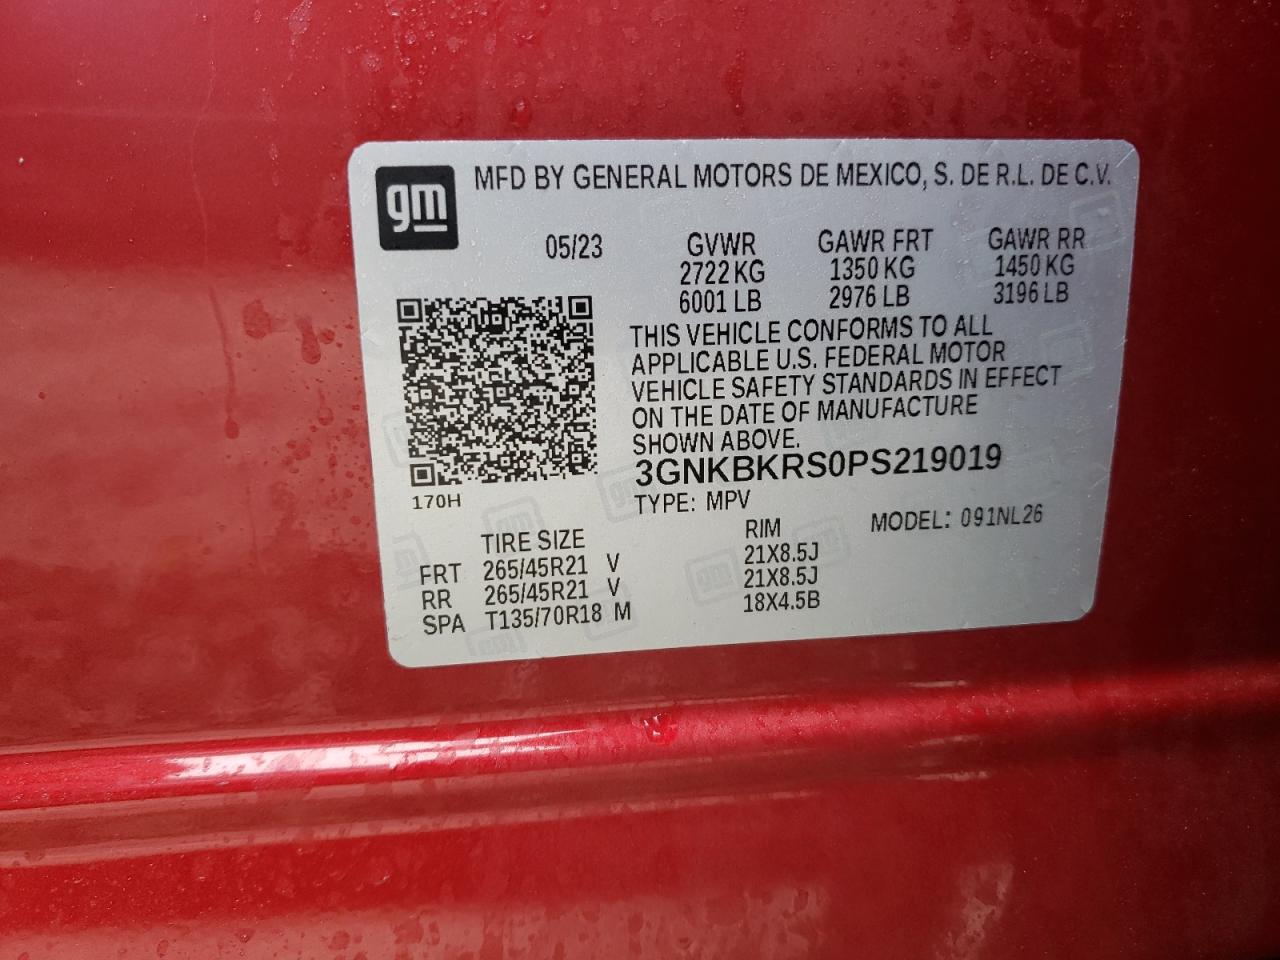 gm
MFD BY GENERAL MOTORS DE MEXICO, S. DE R.L. DE C.V.
05/23 GVWR GAWR FRT GAWR RR
2722 KG 1350 KG 1450 KG
6001 LB 2976 LB 3196 LB
THIS VEHICLE CONFORMS TO ALL
APPLICABLE U.S. FEDERAL MOTOR
VEHICLE SAFETY STANDARDS IN EFFECT
ON THE DATE OF MANUFACTURE
SHOWN ABOVE.
3GNKBKRS0PS219019
170H
TYPE: MPV
MODEL: 091NL26
TIRE SIZE RIM
FRT 265/45R21 V 21X8.5J
RR 265/45R21 V 21X8.5J
SPA T135/70R18 M 18X4.5B